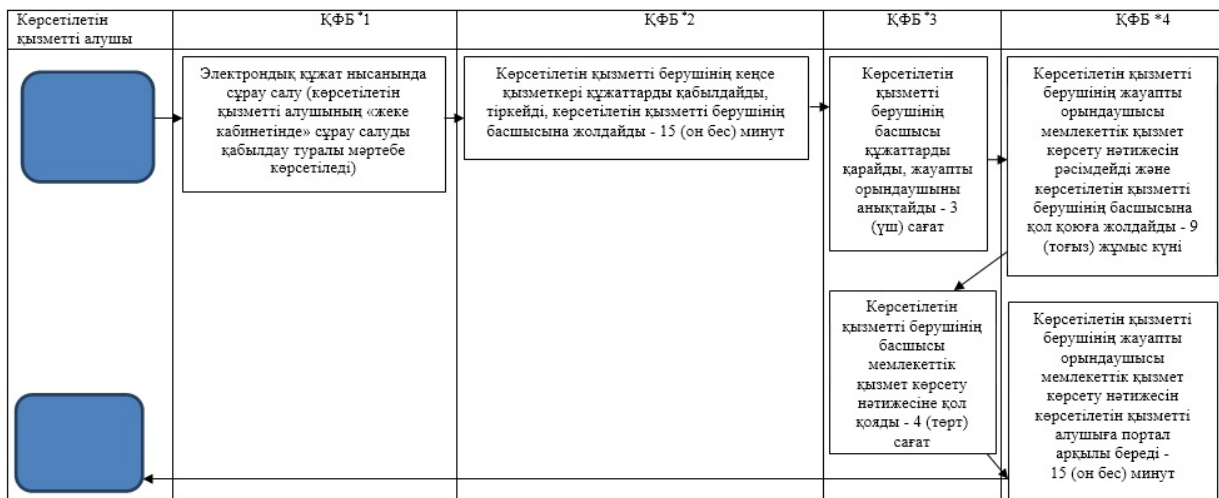 Көрсетілетін
қызметті алушы
ҚФБ *1
ҚФБ *2
ҚФБ *3
ҚФБ *4
Электрондық құжат нысанында
сұрау салу (көрсетілетін
қызметті алушының «жеке
кабинетінде» сұрау салуды
қабылдау туралы мәртебе
көрсетіледі)
Көрсетілетін қызметті берушінің кеңсе
қызметкері құжаттарды қабылдайды,
тіркейді, көрсетілетін қызметті берушінің
басшысына жолдайды - 15 (он бес) минут
Көрсетілетін
қызметті
берушінің
басшысы
құжаттарды
қарайды, жауапты
орындаушыны
анықтайды - 3
(үш) сағат
Көрсетілетін қызметті
берушінің жауапты
орындаушысы
мемлекеттік қызмет
көрсету нәтижесін
рәсімдейді және
көрсетілетін қызметті
берушінің басшысына
қол қоюға жолдайды - 9
(тоғыз) жұмыс күні
Көрсетілетін
қызметті берушінің
басшысы
мемлекеттік
қызмет көрсету
нәтижесіне қол
қояды - 4 (төрт)
сағат
Көрсетілетін қызметті
берушінің жауапты
орындаушысы
мемлекеттік қызмет
көрсету нәтижесін
көрсетілетін қызметті
алушыға портал
арқылы береді -
15 (он бес) минут